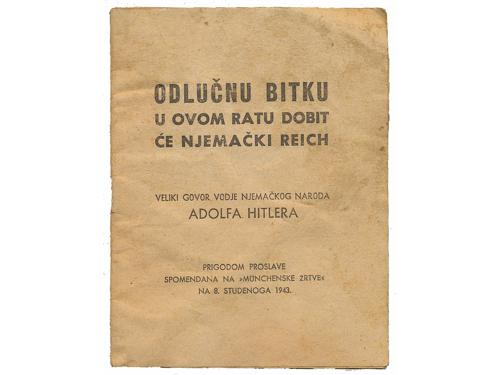 ODLUČNU BITKU
U OVOM RATU DOBIT
ĆE NJEMAČKI REICH
VELIKI GOVOR VODJE NJEMAČKOG NARODA
ADOLFA HITLERA
PRIGODOM PROSLAVE
SPOMENDANA NA »MÜNCHENSKE ŽRTVE«
NA 8. STUDENOGA 1943.